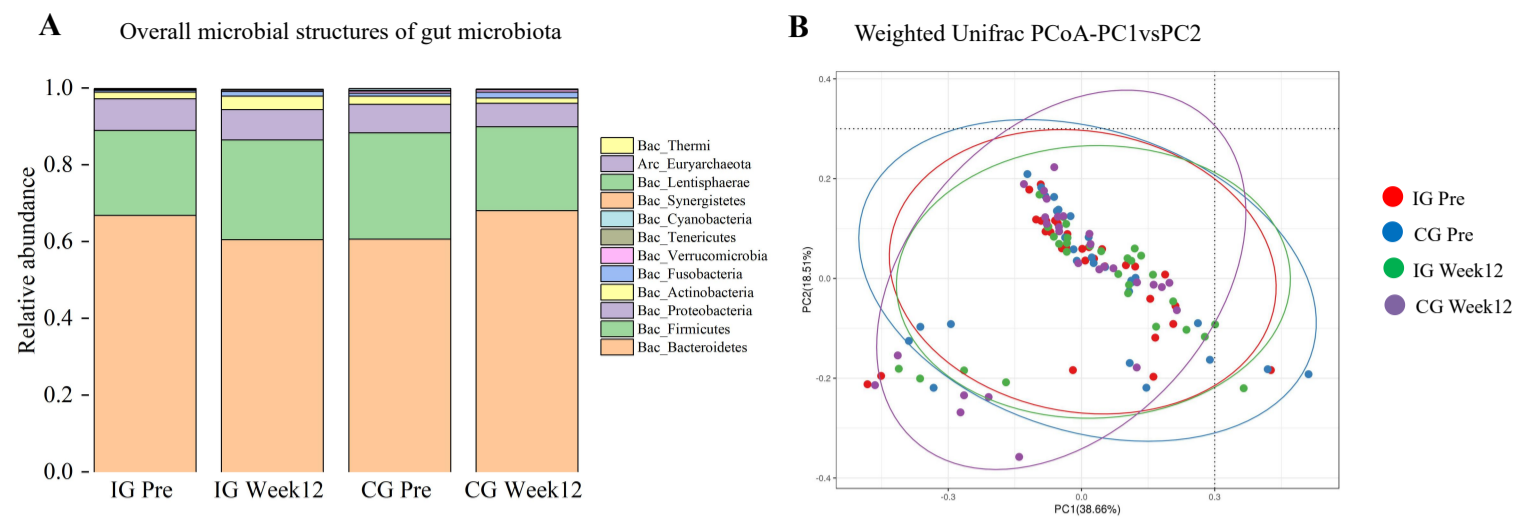 A
Overall microbial structures of gut microbiota
Relative abundance
1.0
0.8
0.6
0.4
0.2
0.0
IG Pre
IG Week12
CG Pre
CG Week12
Bac_Thermi
Arc_Euryarchaeota
Bac_Lentisphaerae
Bac_Synergistetes
Bac_Cyanobacteria
Bac_Tenericutes
Bac_Verrucomicrobia
Bac_Fusobacteria
Bac_Actinobacteria
Bac_Proteobacteria
Bac_Firmicutes
Bac_Bacteroidetes
B
Weighted Unifrac PCoA-PC1vsPC2
PC2(18.51%)
0.4
0.2
0.0
-0.2
-0.4
-0.3
0.0
0.3
PC1(38.66%)
IG Pre
CG Pre
IG Week12
CG Week12